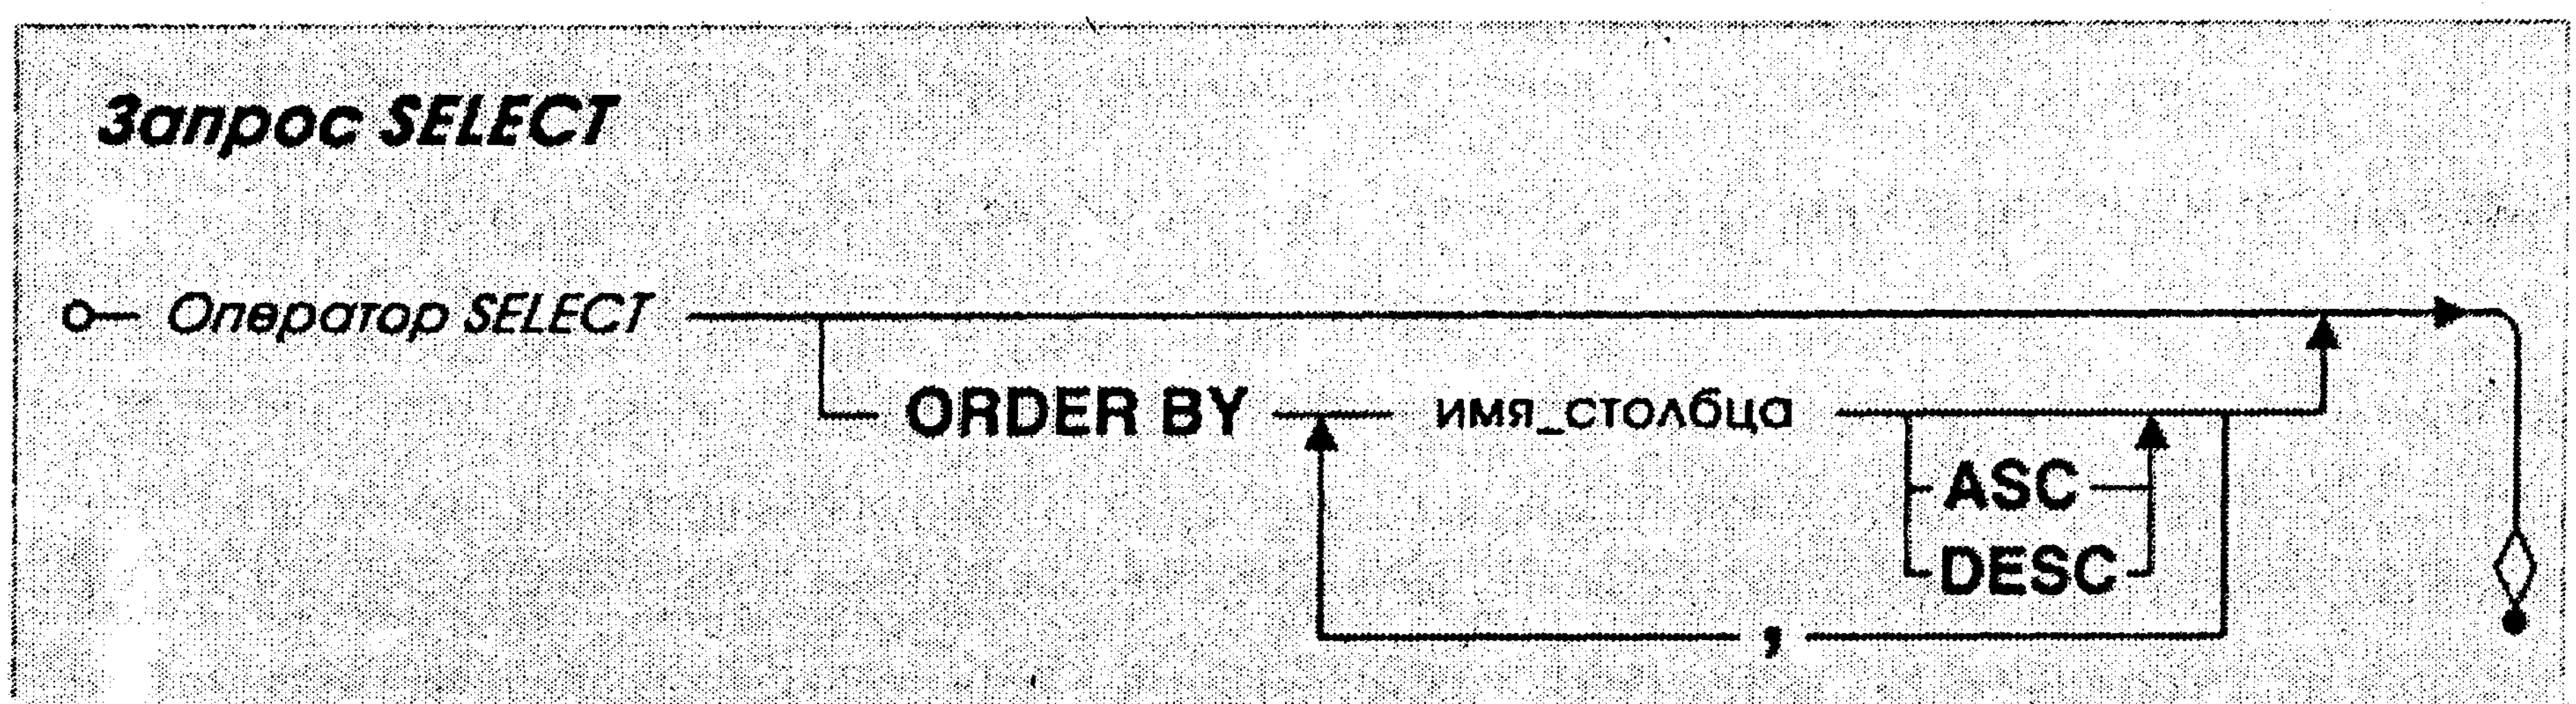 Запрос SELECT
Оператор SELECT
ORDER BY имя_столбца
ASC
DESC
,